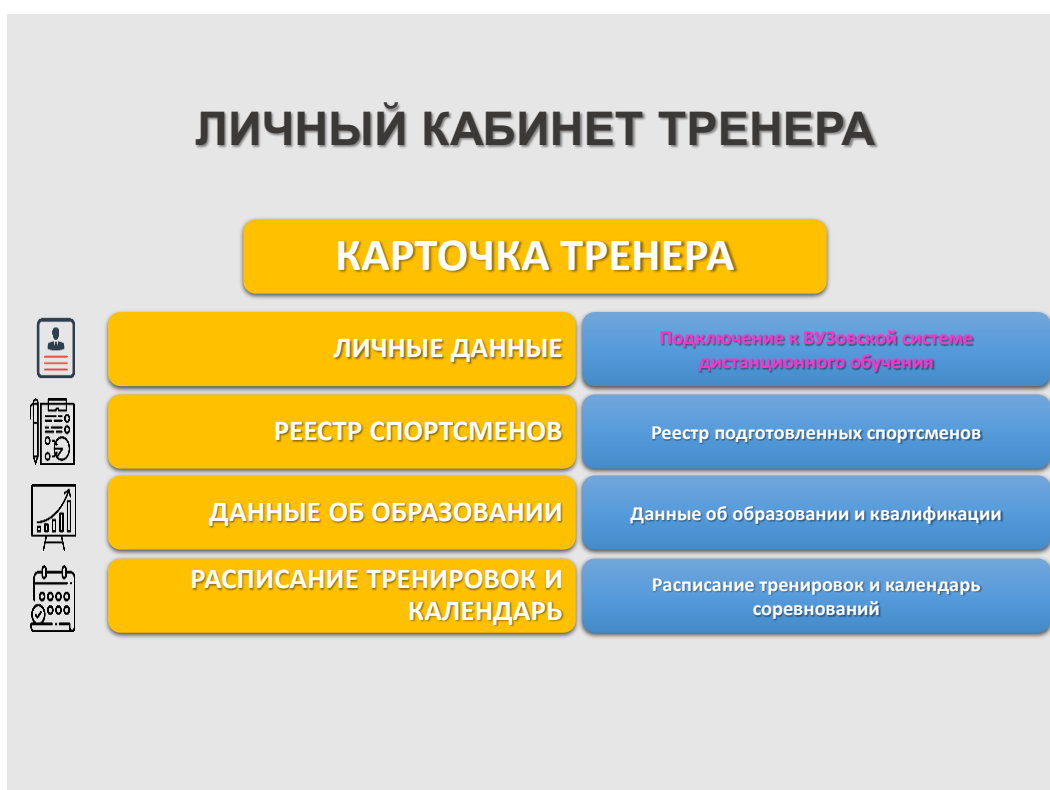 ЛИЧНЫЙ КАБИНЕТ ТРЕНЕРА
КАРТОЧКА ТРЕНЕРА
ЛИЧНЫЕ ДАННЫЕ
Подключение к ВУЗовской системе
дистанционного обучения
РЕЕСТР СПОРТСМЕНОВ
Реестр подготовленных спортсменов
ДАННЫЕ ОБ ОБРАЗОВАНИИ
Данные об образовании и квалификации
РАСПИСАНИЕ ТРЕНИРОВОК И
КАЛЕНДАРЬ
Расписание тренировок и календарь
соревнований